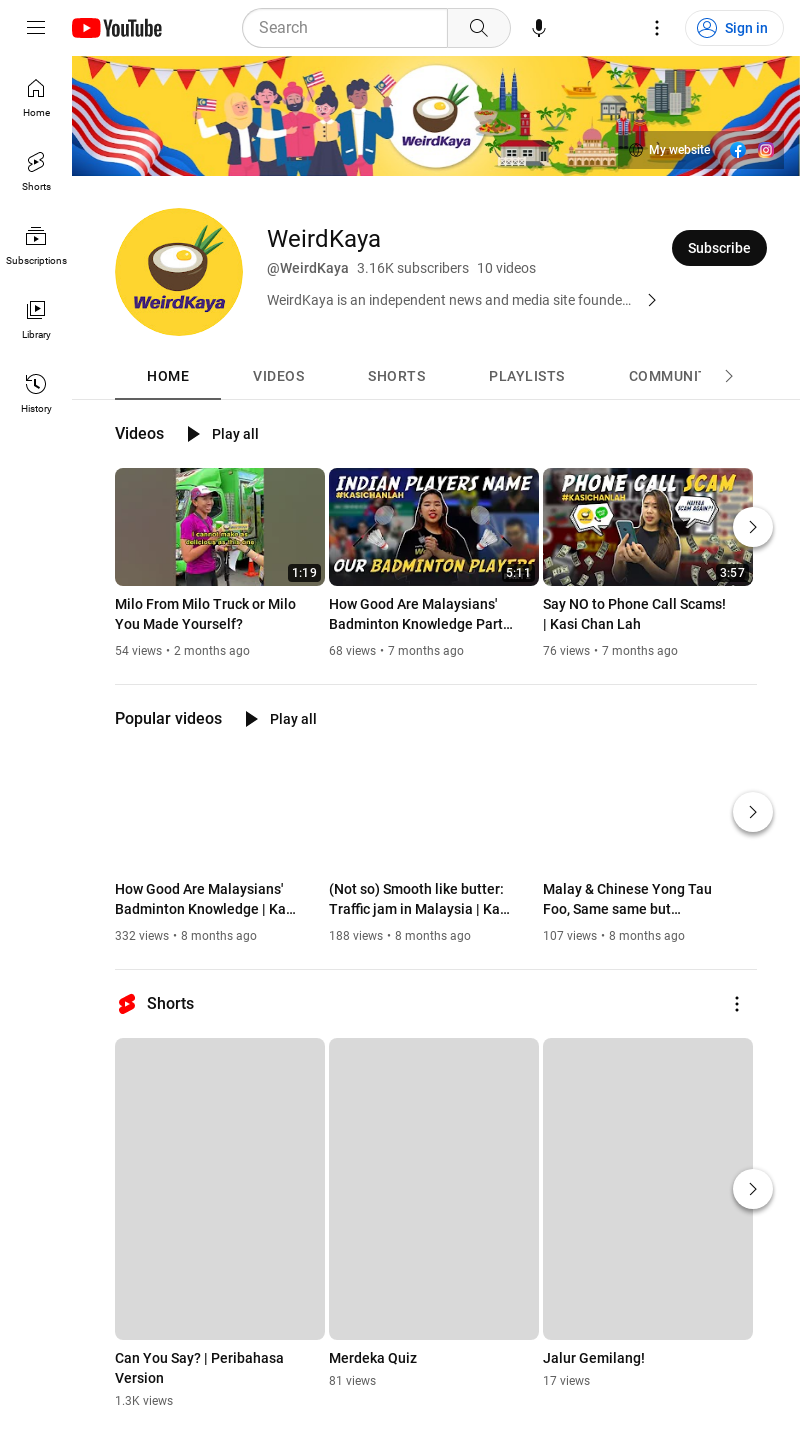 YouTube
Search
Sign in
Home
Shorts
Subscriptions
Library
History
WeirdKaya
My website
WeirdKaya
WeirdKaya
@WeirdKaya 3.16K subscribers 10 videos
Subscribe
WeirdKaya is an independent news and media site founde…
HOME VIDEOS SHORTS PLAYLISTS COMMUNIT
Videos Play all
I cannot make as
delicious as this one
1:19
INDIAN PLAYERS NAME
#KASICHANLAH
OUR BADMINTON PLAYERS
5:11
PHONE CALL SCAM
#KASICHANLAH
HAIYAA
SCAM AGAIN?!
3:57
Milo From Milo Truck or Milo
You Made Yourself?
54 views • 2 months ago
How Good Are Malaysians'
Badminton Knowledge Part…
68 views • 7 months ago
Say NO to Phone Call Scams!
| Kasi Chan Lah
76 views • 7 months ago
Popular videos Play all
How Good Are Malaysians'
Badminton Knowledge | Ka…
332 views • 8 months ago
(Not so) Smooth like butter:
Traffic jam in Malaysia | Ka…
188 views • 8 months ago
Malay & Chinese Yong Tau
Foo, Same same but…
107 views • 8 months ago
Shorts
Can You Say? | Peribahasa
Version
1.3K views
Merdeka Quiz
81 views
Jalur Gemilang!
17 views